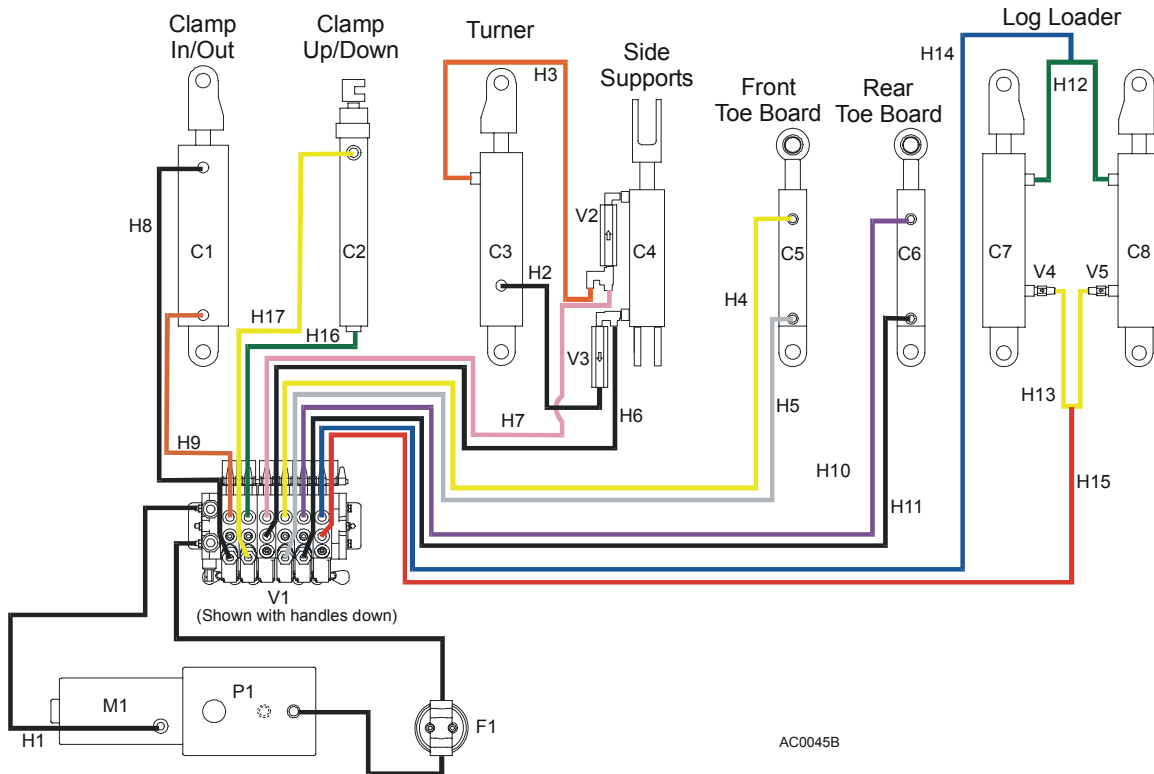 Clamp
In/Out
Clamp
Up/Down
Turner
Side
Supports
Front
Toe Board
Rear
Toe Board
Log Loader
H14
H3
H12
H8
V2
C1
C2
C3
C4
C5
C6
C7
C8
H2
H4
V4
V5
H17
H16
V3
H13
H9
H7
H6
H5
H10
H15
H11
V1
(Shown with handles down)
M1
P1
F1
H1
AC0045B